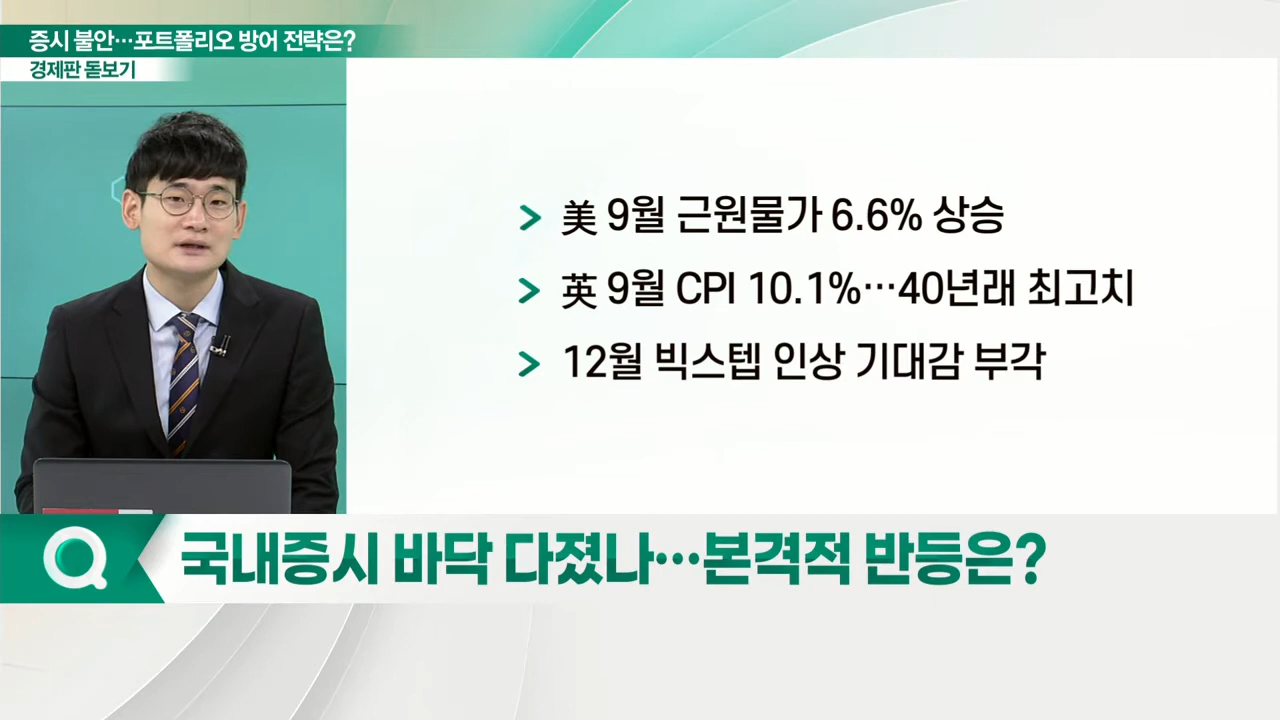 증시 불안…포트폴리오 방어 전략은?
경제판 돋보기
> 美 9월 근원물가 6.6% 상승
> 英 9월 CPI 10.1%…40년래 최고치
> 12월 빅스텝 인상 기대감 부각
Q 국내증시 바닥 다졌나…본격적 반등은?